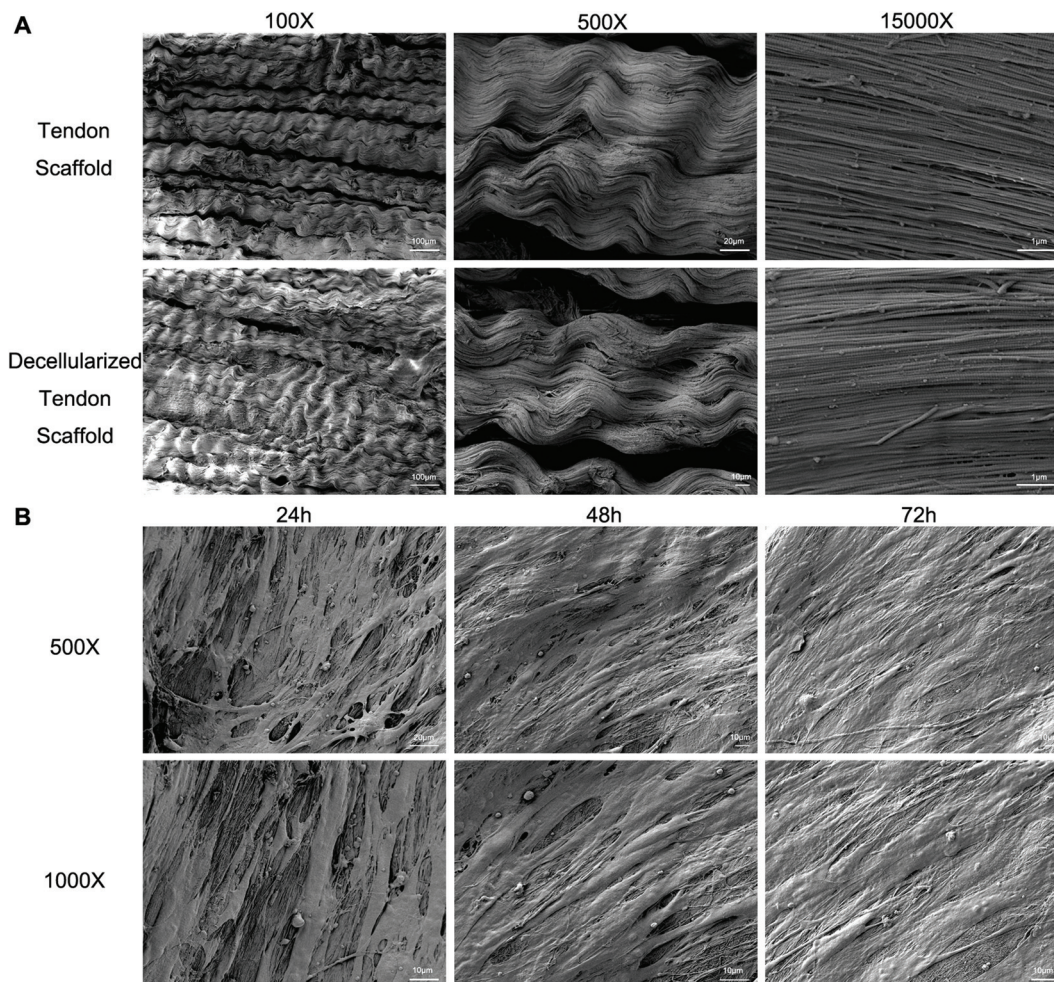 A
100X
500X
15000X
Tendon
Scaffold
100μm
20μm
1μm
Decellularized
Tendon
Scaffold
100μm
10μm
1μm
B
24h
48h
72h
500X
20μm
10μm
1000X
10μm
10μm
10μm